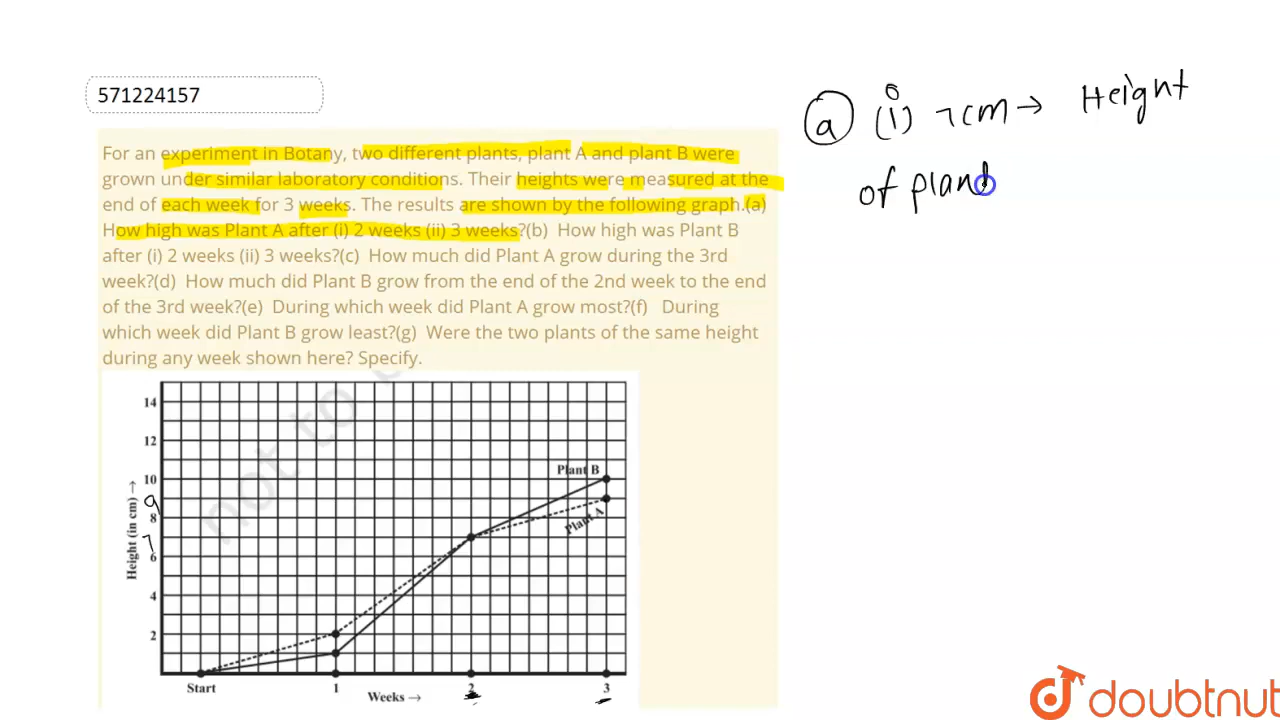 571224157
For an experiment in Botany, two different plants, plant A and plant B were
grown under similar laboratory conditions. Their heights were measured at the
end of each week for 3 weeks. The results are shown by the following graph.(a)
How high was Plant A after (i) 2 weeks (ii) 3 weeks?(b) How high was Plant B
after (i) 2 weeks (ii) 3 weeks?(c) How much did Plant A grow during the 3rd
week?(d) How much did Plant B grow from the end of the 2nd week to the end
of the 3rd week?(e) During which week did Plant A grow most?(f) During
which week did Plant B grow least?(g) Were the two plants of the same height
during any week shown here? Specify.
not to
14
12
10
9
8
7
6
4
2
Height (in cm) →
Plant B
Plant A
Start 1 2 3
Weeks →
a (i) 7cm → Height
of plant
doubtnut